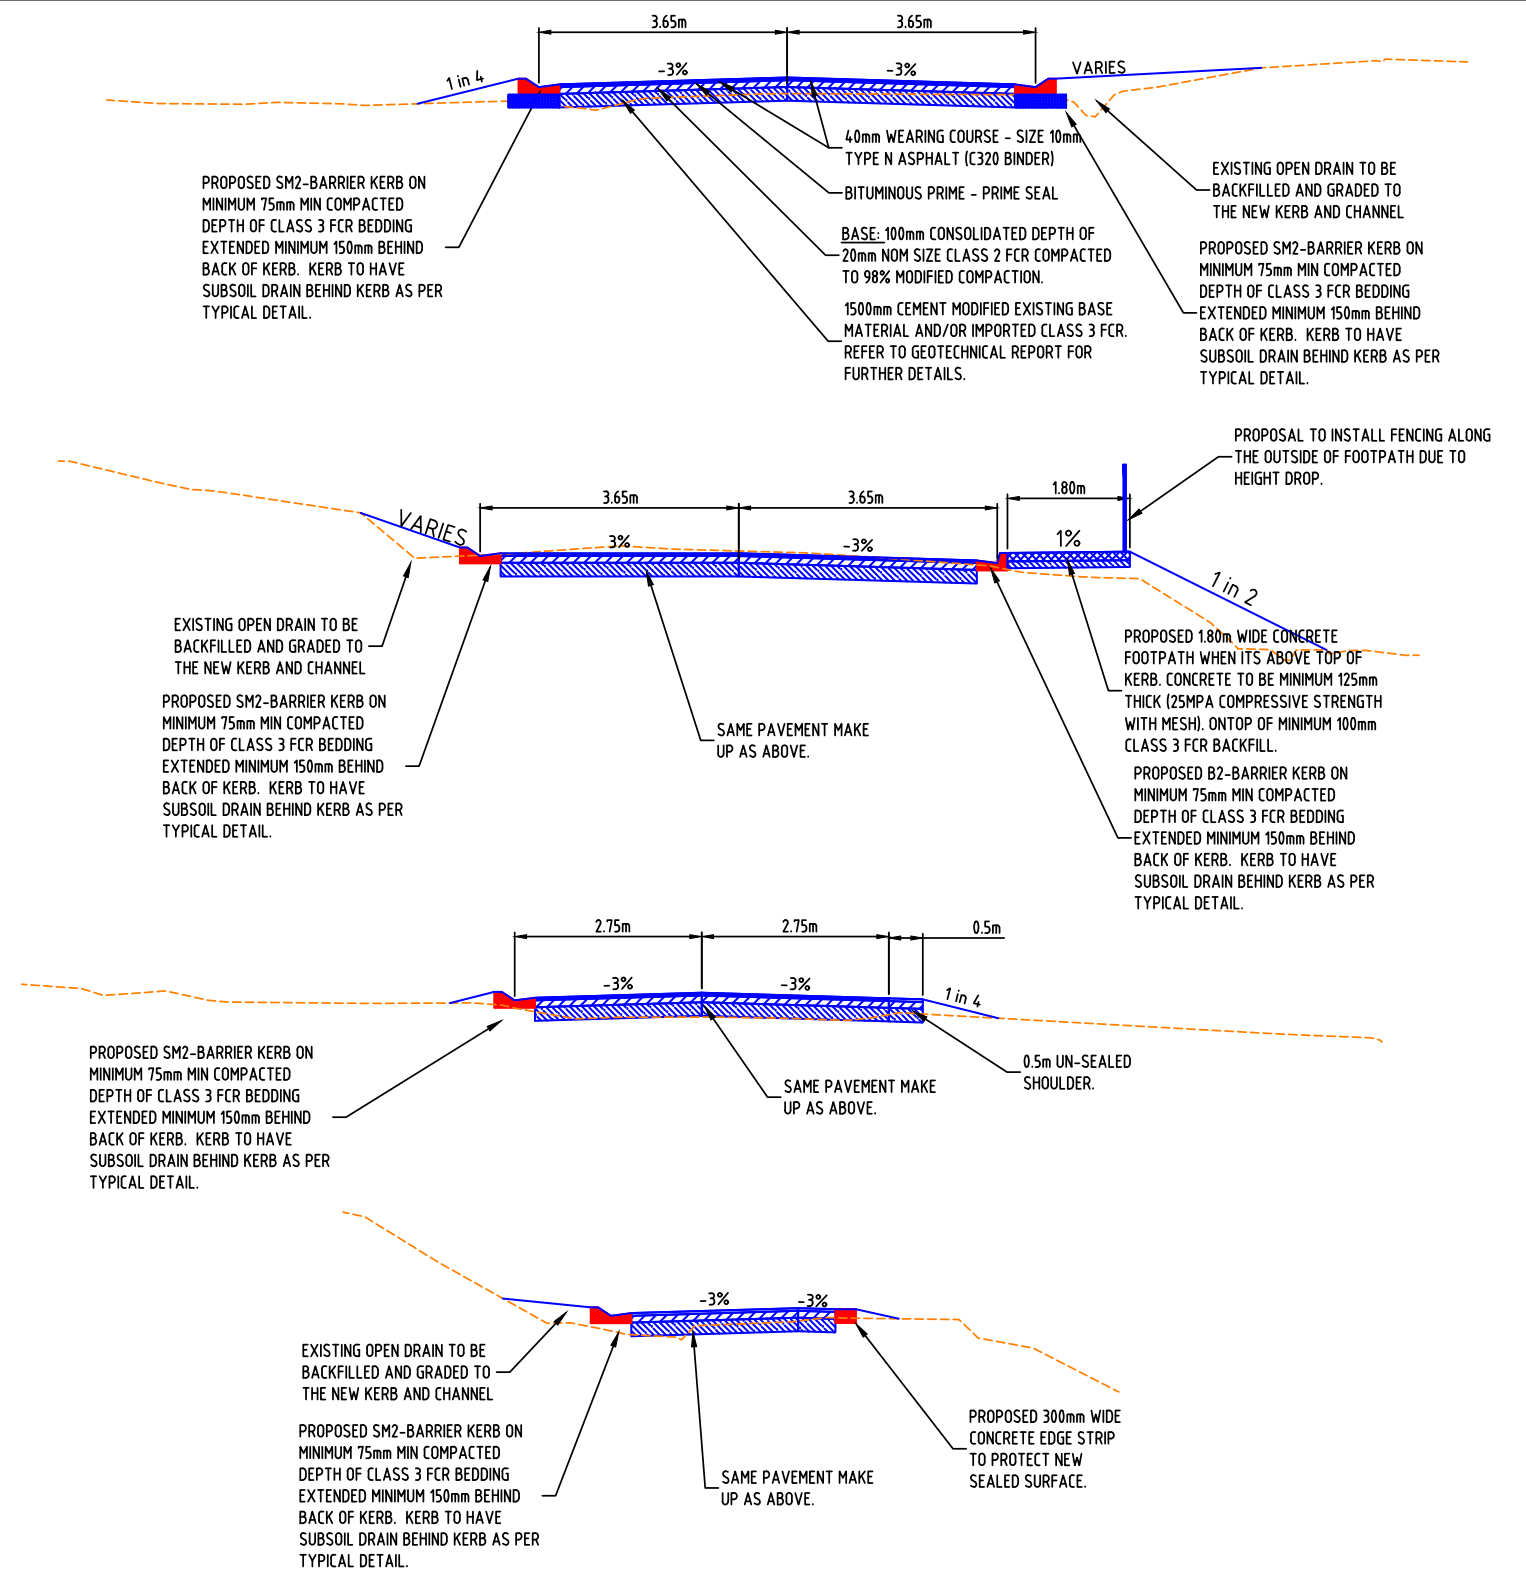 3.65m
3.65m
1 in 4
-3%
-3%
VARIES
40mm WEARING COURSE - SIZE 10mm
TYPE N ASPHALT (C320 BINDER)
BITUMINOUS PRIME - PRIME SEAL
BASE: 100mm CONSOLIDATED DEPTH OF
20mm NOM SIZE CLASS 2 FCR COMPACTED
TO 98% MODIFIED COMPACTION.
1500mm CEMENT MODIFIED EXISTING BASE
MATERIAL AND/OR IMPORTED CLASS 3 FCR.
REFER TO GEOTECHNICAL REPORT FOR
FURTHER DETAILS.
PROPOSED SM2-BARRIER KERB ON
MINIMUM 75mm MIN COMPACTED
DEPTH OF CLASS 3 FCR BEDDING
EXTENDED MINIMUM 150mm BEHIND
BACK OF KERB. KERB TO HAVE
SUBSOIL DRAIN BEHIND KERB AS PER
TYPICAL DETAIL.
EXISTING OPEN DRAIN TO BE
BACKFILLED AND GRADED TO
THE NEW KERB AND CHANNEL
PROPOSED SM2-BARRIER KERB ON
MINIMUM 75mm MIN COMPACTED
DEPTH OF CLASS 3 FCR BEDDING
EXTENDED MINIMUM 150mm BEHIND
BACK OF KERB. KERB TO HAVE
SUBSOIL DRAIN BEHIND KERB AS PER
TYPICAL DETAIL.
PROPOSAL TO INSTALL FENCING ALONG
THE OUTSIDE OF FOOTPATH DUE TO
HEIGHT DROP.
3.65m
3.65m
1.80m
VARIES
3%
-3%
1%
1 in 2
EXISTING OPEN DRAIN TO BE
BACKFILLED AND GRADED TO
THE NEW KERB AND CHANNEL
PROPOSED SM2-BARRIER KERB ON
MINIMUM 75mm MIN COMPACTED
DEPTH OF CLASS 3 FCR BEDDING
EXTENDED MINIMUM 150mm BEHIND
BACK OF KERB. KERB TO HAVE
SUBSOIL DRAIN BEHIND KERB AS PER
TYPICAL DETAIL.
SAME PAVEMENT MAKE
UP AS ABOVE.
PROPOSED 1.80m WIDE CONCRETE
FOOTPATH WHEN ITS ABOVE TOP OF
KERB. CONCRETE TO BE MINIMUM 125mm
THICK (25MPA COMPRESSIVE STRENGTH
WITH MESH). ONTOP OF MINIMUM 100mm
CLASS 3 FCR BACKFILL.
PROPOSED B2-BARRIER KERB ON
MINIMUM 75mm MIN COMPACTED
DEPTH OF CLASS 3 FCR BEDDING
EXTENDED MINIMUM 150mm BEHIND
BACK OF KERB. KERB TO HAVE
SUBSOIL DRAIN BEHIND KERB AS PER
TYPICAL DETAIL.
2.75m
2.75m
0.5m
-3%
-3%
1 in 4
PROPOSED SM2-BARRIER KERB ON
MINIMUM 75mm MIN COMPACTED
DEPTH OF CLASS 3 FCR BEDDING
EXTENDED MINIMUM 150mm BEHIND
BACK OF KERB. KERB TO HAVE
SUBSOIL DRAIN BEHIND KERB AS PER
TYPICAL DETAIL.
SAME PAVEMENT MAKE
UP AS ABOVE.
0.5m UN-SEALED
SHOULDER.
-3%
-3%
EXISTING OPEN DRAIN TO BE
BACKFILLED AND GRADED TO
THE NEW KERB AND CHANNEL
PROPOSED SM2-BARRIER KERB ON
MINIMUM 75mm MIN COMPACTED
DEPTH OF CLASS 3 FCR BEDDING
EXTENDED MINIMUM 150mm BEHIND
BACK OF KERB. KERB TO HAVE
SUBSOIL DRAIN BEHIND KERB AS PER
TYPICAL DETAIL.
SAME PAVEMENT MAKE
UP AS ABOVE.
PROPOSED 300mm WIDE
CONCRETE EDGE STRIP
TO PROTECT NEW
SEALED SURFACE.